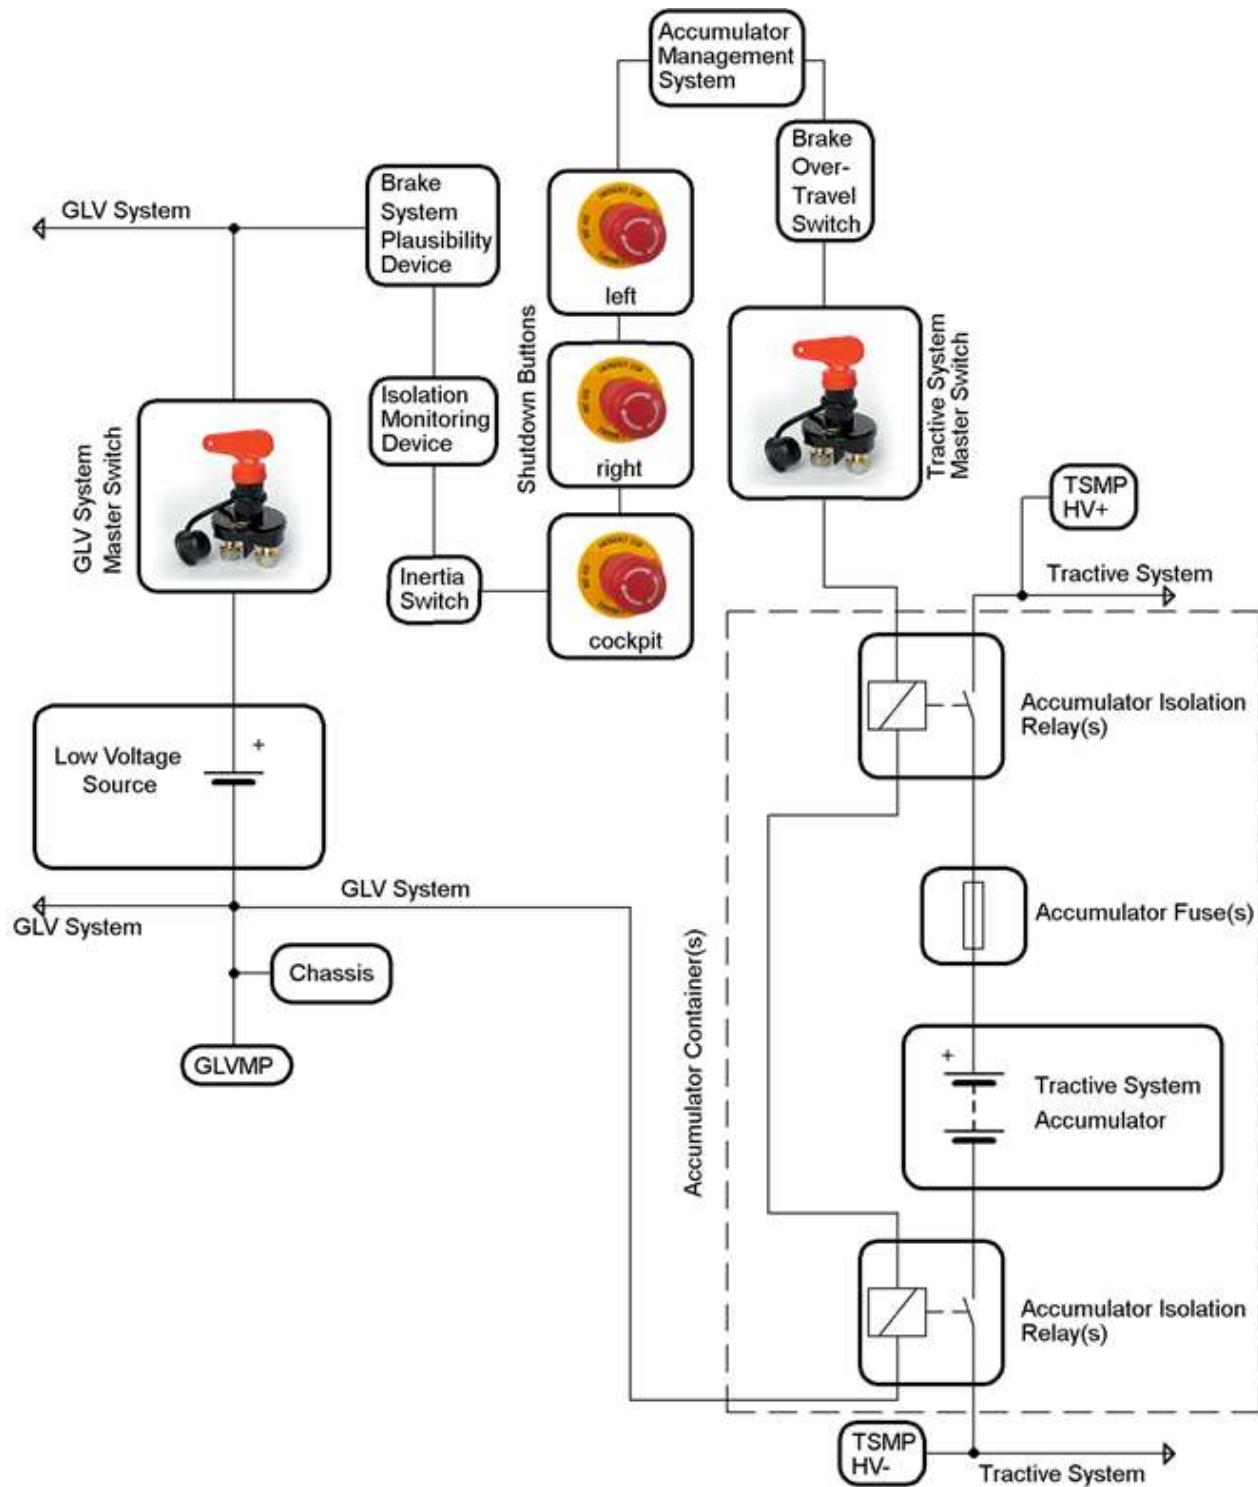 Accumulator
Management
System
Brake
Over-
Travel
Switch
Brake
System
Plausibility
Device
GLV System
left
Shutdown Buttons
right
cockpit
Isolation
Monitoring
Device
Inertia
Switch
GLV System
Master Switch
Tractive System
Master Switch
TSMP
HV+
Tractive System
Low Voltage
Source
+
Accumulator Isolation
Relay(s)
GLV System
GLV System
Chassis
GLVMP
Accumulator Container(s)
Accumulator Fuse(s)
+
Tractive System
Accumulator
Accumulator Isolation
Relay(s)
TSMP
HV-
Tractive System